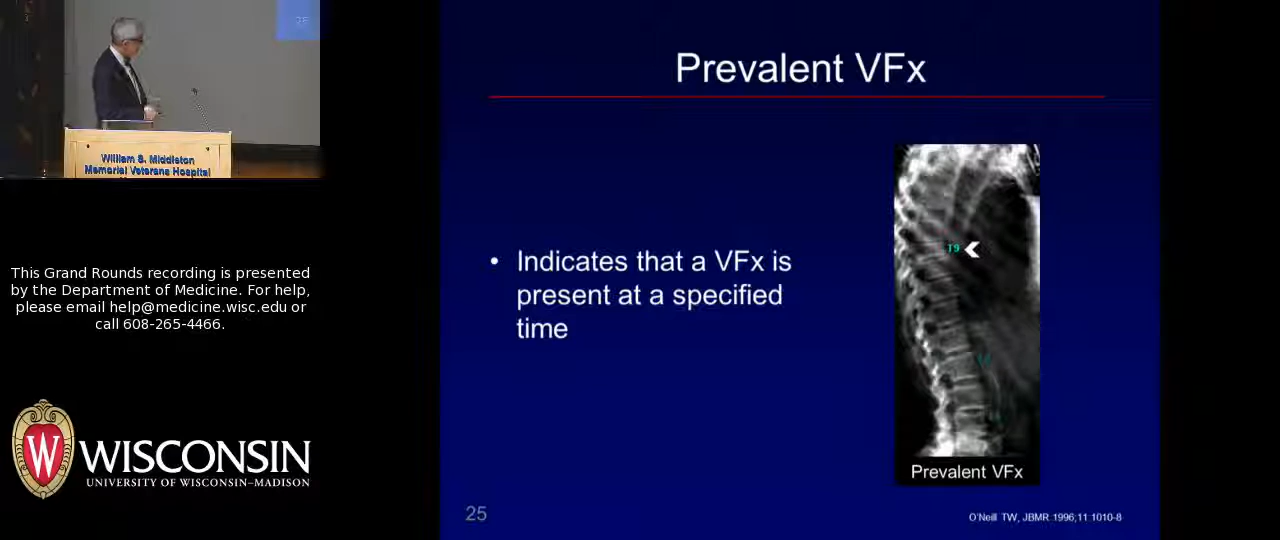 William S. Middleton
Memorial Veterans Hospital
This Grand Rounds recording is presented
by the Department of Medicine. For help,
please email help@medicine.wisc.edu or
call 608-265-4466.
W
WISCONSIN
UNIVERSITY OF WISCONSIN–MADISON
Prevalent VFx
• Indicates that a VFx is
present at a specified
time
T9
Prevalent VFx
25
O'Neill TW, JBMR:1996;11:1010-8